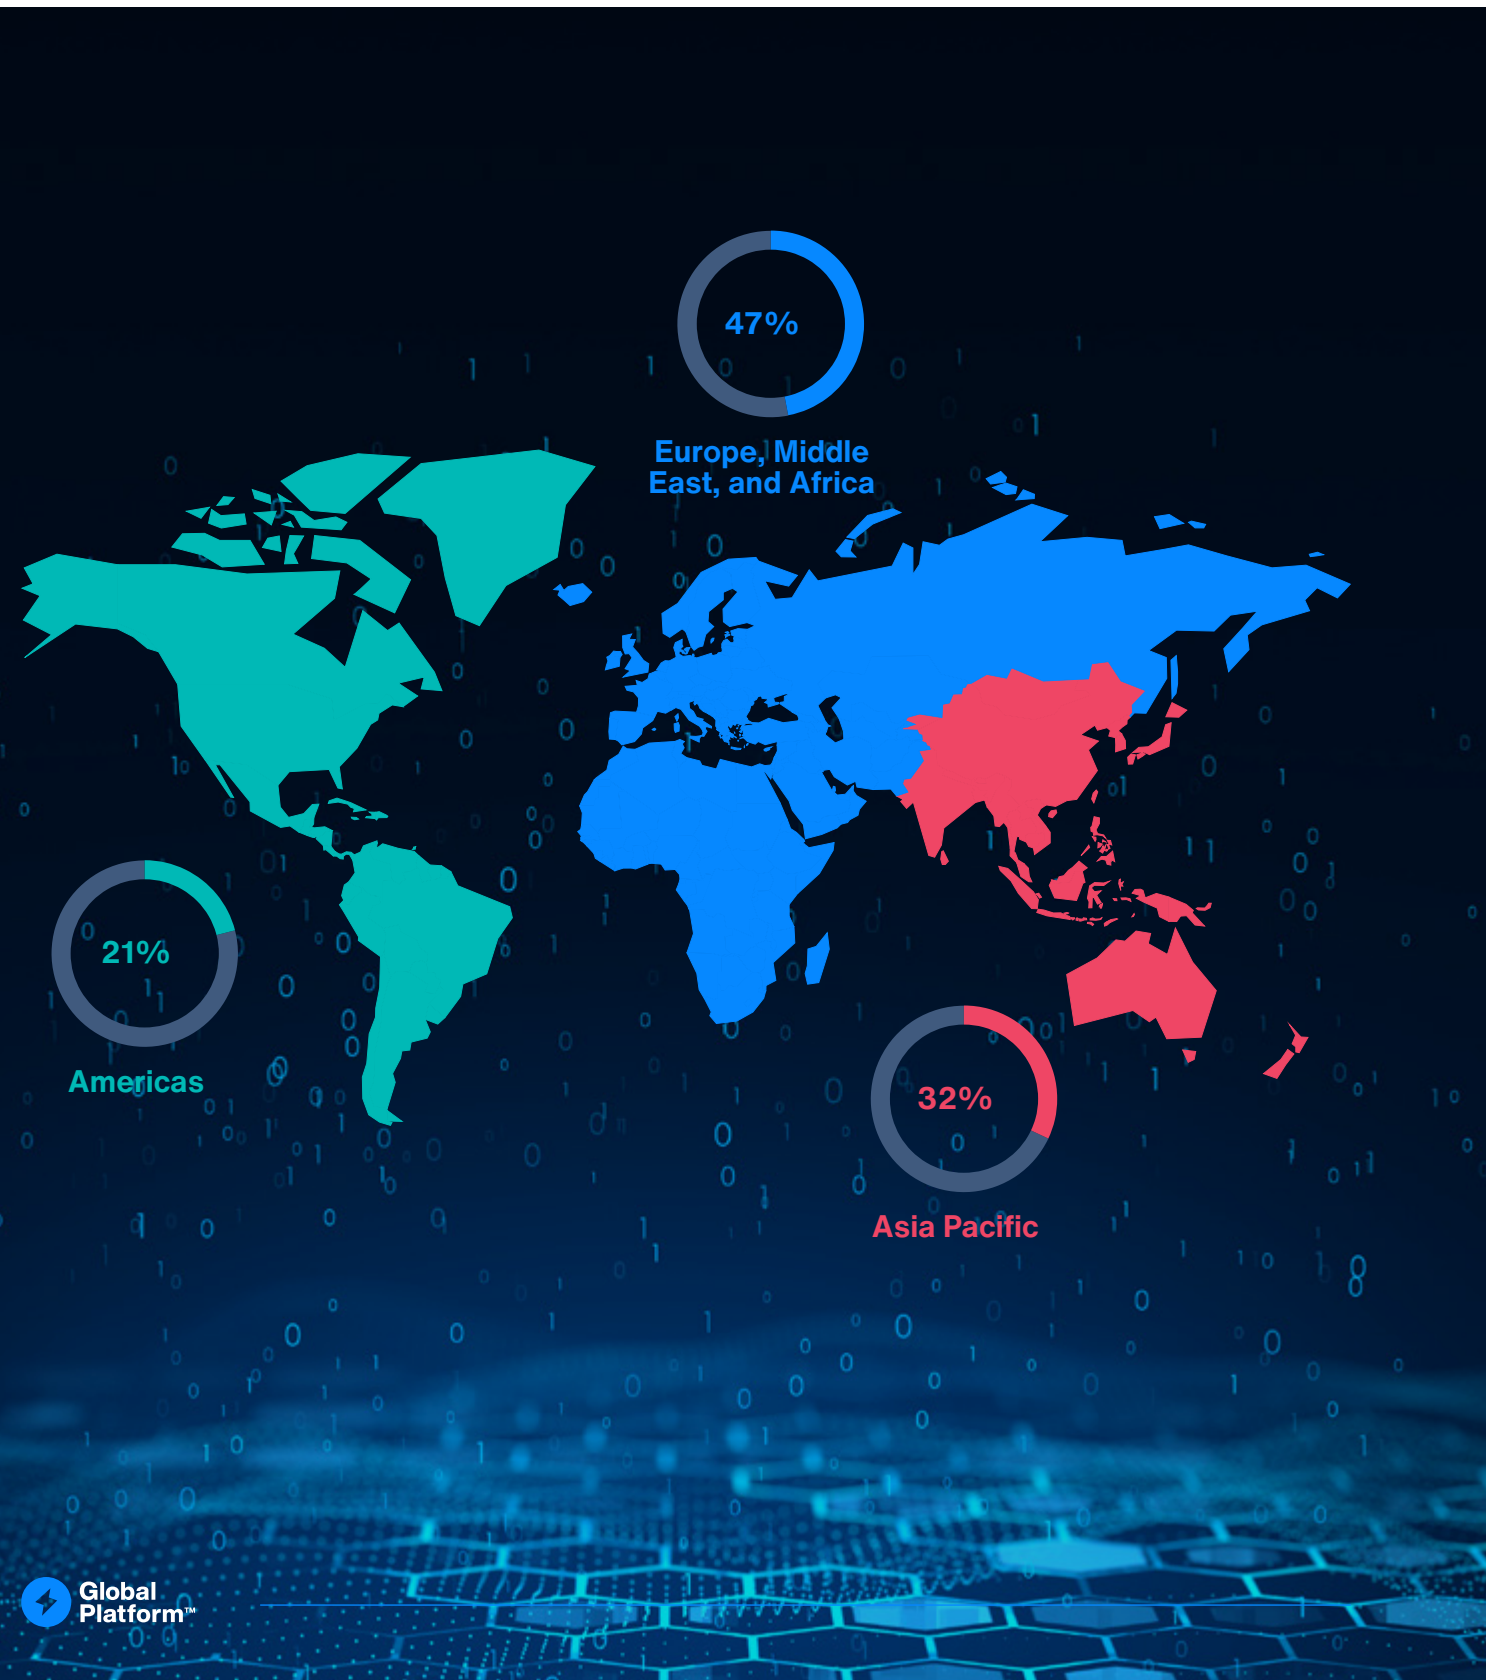 47%
Europe, Middle
East, and Africa
21%
Americas
32%
Asia Pacific
Global
Platform™